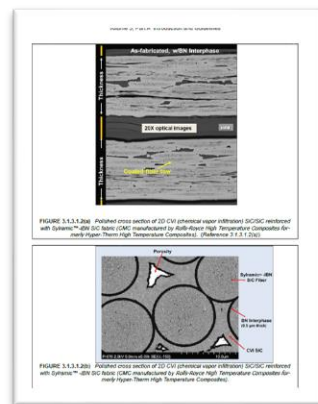 As-fabricated, w/BN Interphase
Thickness
25X optical images
Coated fiber tow
Thickness
FIGURE 3.1.3.1.2(a) Polished cross section of 2D CVI (chemical vapor infiltration) SiC/SiC reinforced
with Sylramic™-iBN SiC fabric (CMC manufactured by Rolls-Royce High Temperature Composites for-
merly Hyper-Therm High Temperature Composites). (Reference 3.1.3.1.2(a)).
Porosity
Sylramic-iBN
SiC Fiber
BN Interphase
CVI SiC
FIGURE 3.1.3.1.2(b) Polished cross section of 2D CVI (chemical vapor infiltration) SiC/SiC reinforced
with Sylramic™-iBN SiC fabric (CMC manufactured by Rolls-Royce High Temperature Composites for-
merly Hyper-Therm High Temperature Composites).